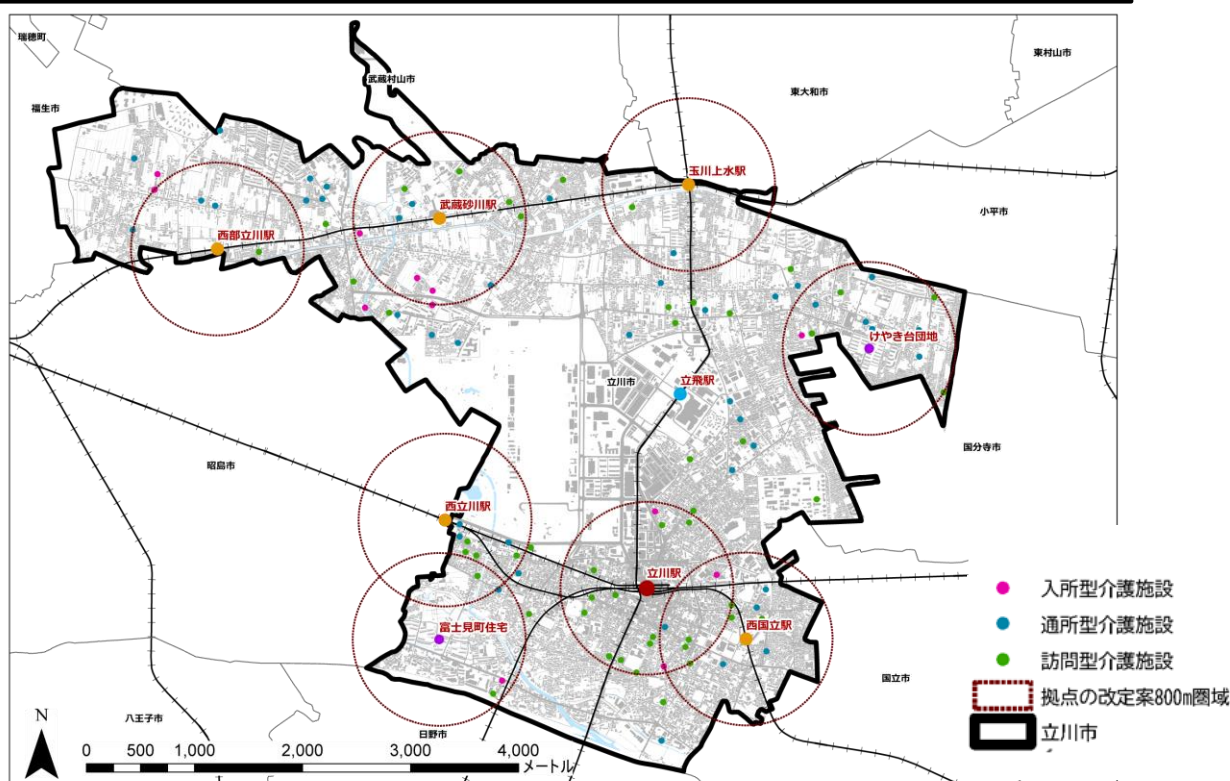 瑞穂町
東村山市
武蔵村山市
東大和市
福生市
玉川上水駅
武蔵砂川駅
小平市
西部立川駅
けやき台団地
立川市
立飛駅
国分寺市
昭島市
西立川駅
立川駅
入所型介護施設
通所型介護施設
富士見町住宅
西国立駅
訪問型介護施設
国立市
拠点の改定案800m圏域
八王子市
日野市
立川市
N
0 500 1,000 2,000 3,000 4,000
メートル